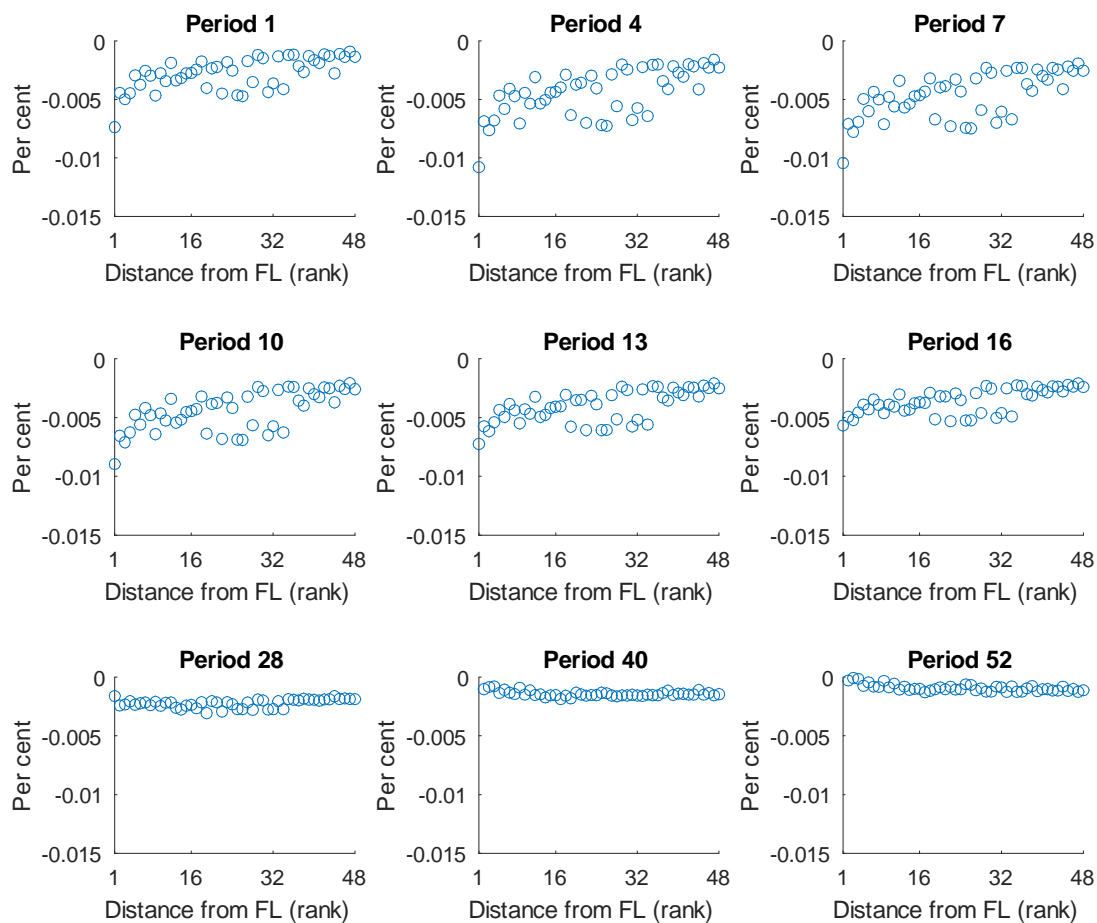 Period 1
Period 4
Period 7
Per cent
0
-0.005
-0.01
-0.015
1 16 32 48
Distance from FL (rank)
Per cent
0
-0.005
-0.01
-0.015
1 16 32 48
Distance from FL (rank)
Per cent
0
-0.005
-0.01
-0.015
1 16 32 48
Distance from FL (rank)
Period 10
Period 13
Period 16
Per cent
0
-0.005
-0.01
-0.015
1 16 32 48
Distance from FL (rank)
Per cent
0
-0.005
-0.01
-0.015
1 16 32 48
Distance from FL (rank)
Per cent
0
-0.005
-0.01
-0.015
1 16 32 48
Distance from FL (rank)
Period 28
Period 40
Period 52
Per cent
0
-0.005
-0.01
-0.015
1 16 32 48
Distance from FL (rank)
Per cent
0
-0.005
-0.01
-0.015
1 16 32 48
Distance from FL (rank)
Per cent
0
-0.005
-0.01
-0.015
1 16 32 48
Distance from FL (rank)